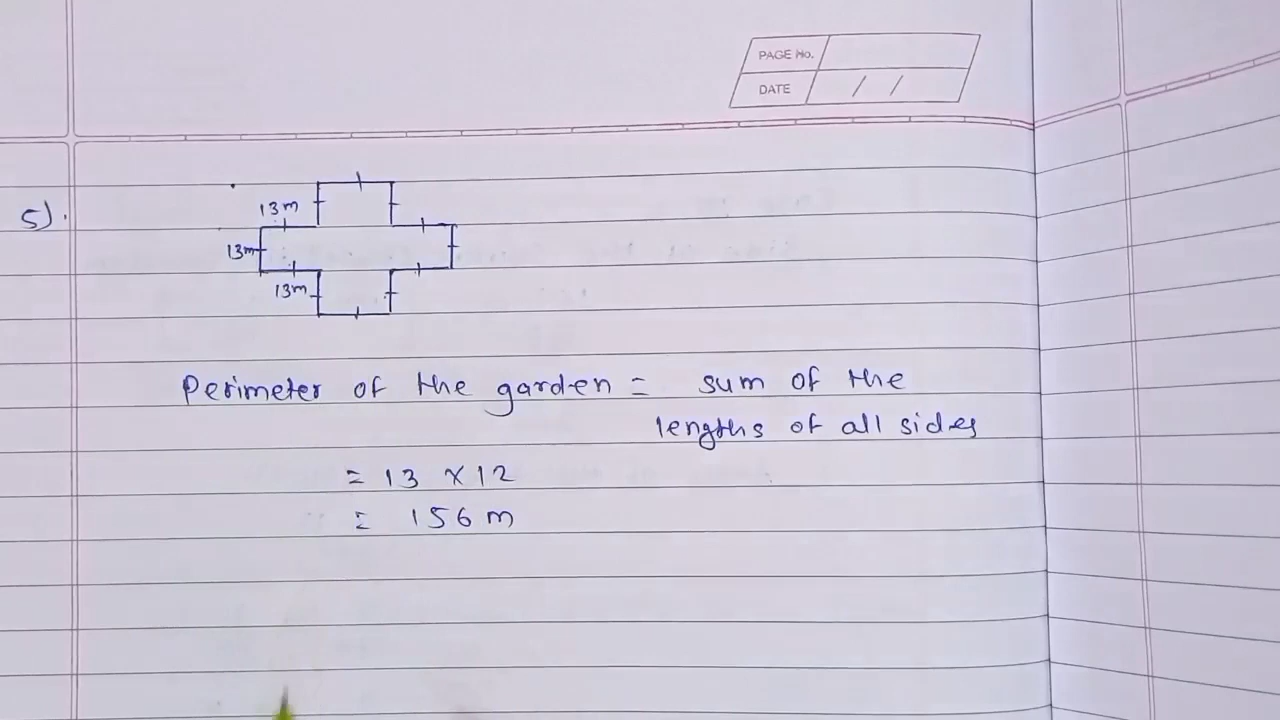 PAGE No.
DATE / /
5).
13m
13m
13m
Perimeter of the garden = sum of the
lengths of all sides
= 13 x 12
= 156 m